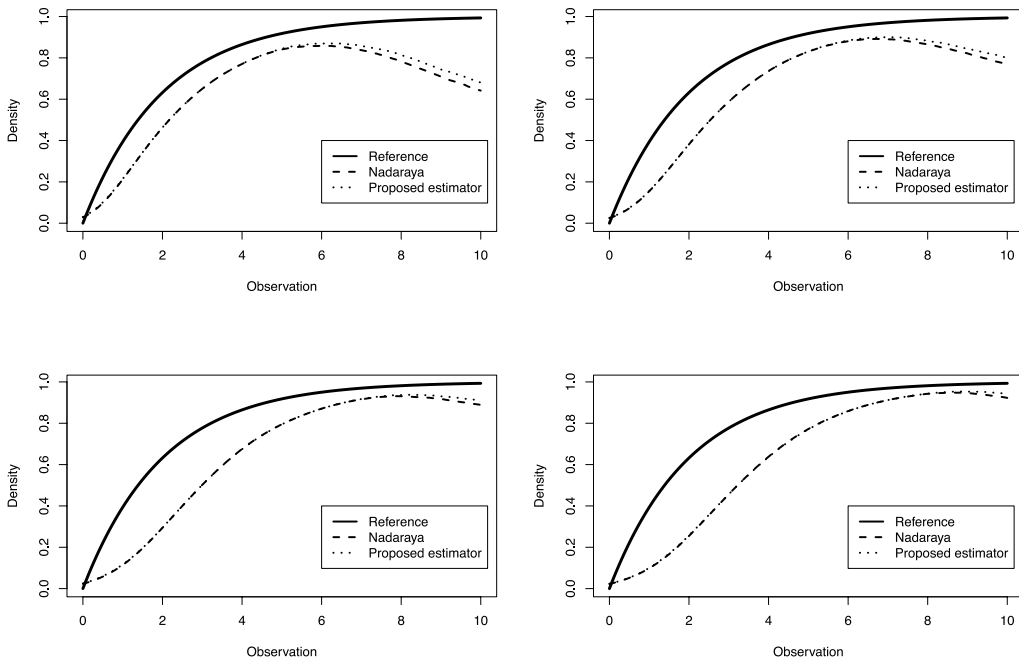 Density
0.0 0.2 0.4 0.6 0.8 1.0
Reference
Nadaraya
Proposed estimator
0 2 4 6 8 10
Observation
Density
0.0 0.2 0.4 0.6 0.8 1.0
Reference
Nadaraya
Proposed estimator
0 2 4 6 8 10
Observation
Density
0.0 0.2 0.4 0.6 0.8 1.0
Reference
Nadaraya
Proposed estimator
0 2 4 6 8 10
Observation
Density
0.0 0.2 0.4 0.6 0.8 1.0
Reference
Nadaraya
Proposed estimator
0 2 4 6 8 10
Observation